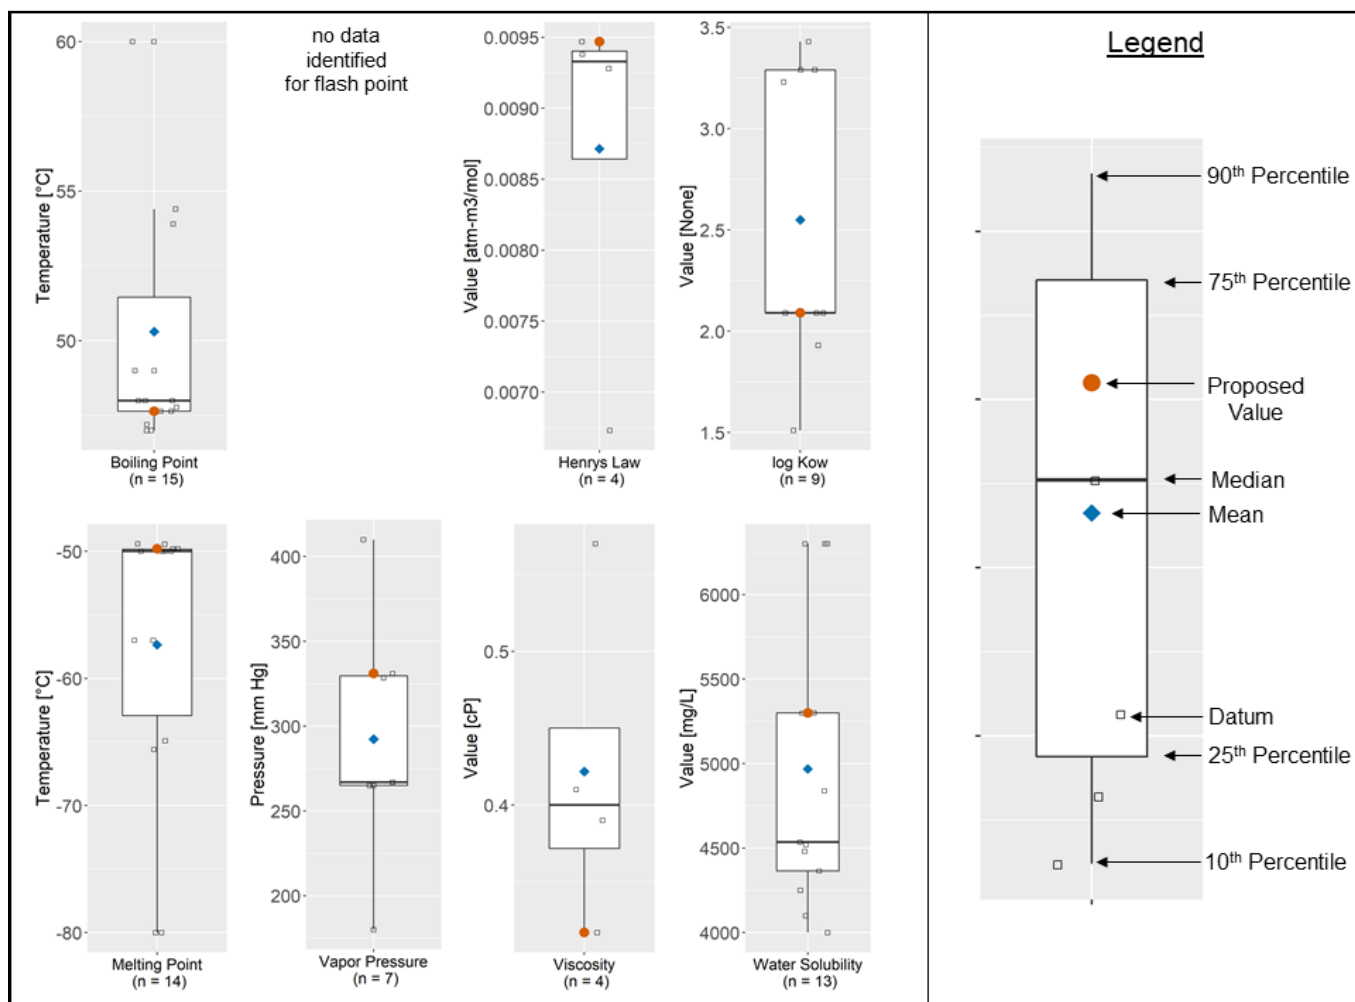 no data
identified
for flash point
Legend
Temperature [°C]
60
55
50
Boiling Point
(n = 15)
Value [atm-m3/mol]
0.0095
0.0090
0.0085
0.0080
0.0075
0.0070
Henrys Law
(n = 4)
Value [None]
3.5
3.0
2.5
2.0
1.5
log Kow
(n = 9)
Temperature [°C]
-50
-60
-70
-80
Melting Point
(n = 14)
Pressure [mm Hg]
400
350
300
250
200
Vapor Pressure
(n = 7)
Value [cP]
0.5
0.4
Viscosity
(n = 4)
Value [mg/L]
6000
5500
5000
4500
4000
Water Solubility
(n = 13)
90th Percentile
75th Percentile
Proposed
Value
Median
Mean
Datum
25th Percentile
10th Percentile